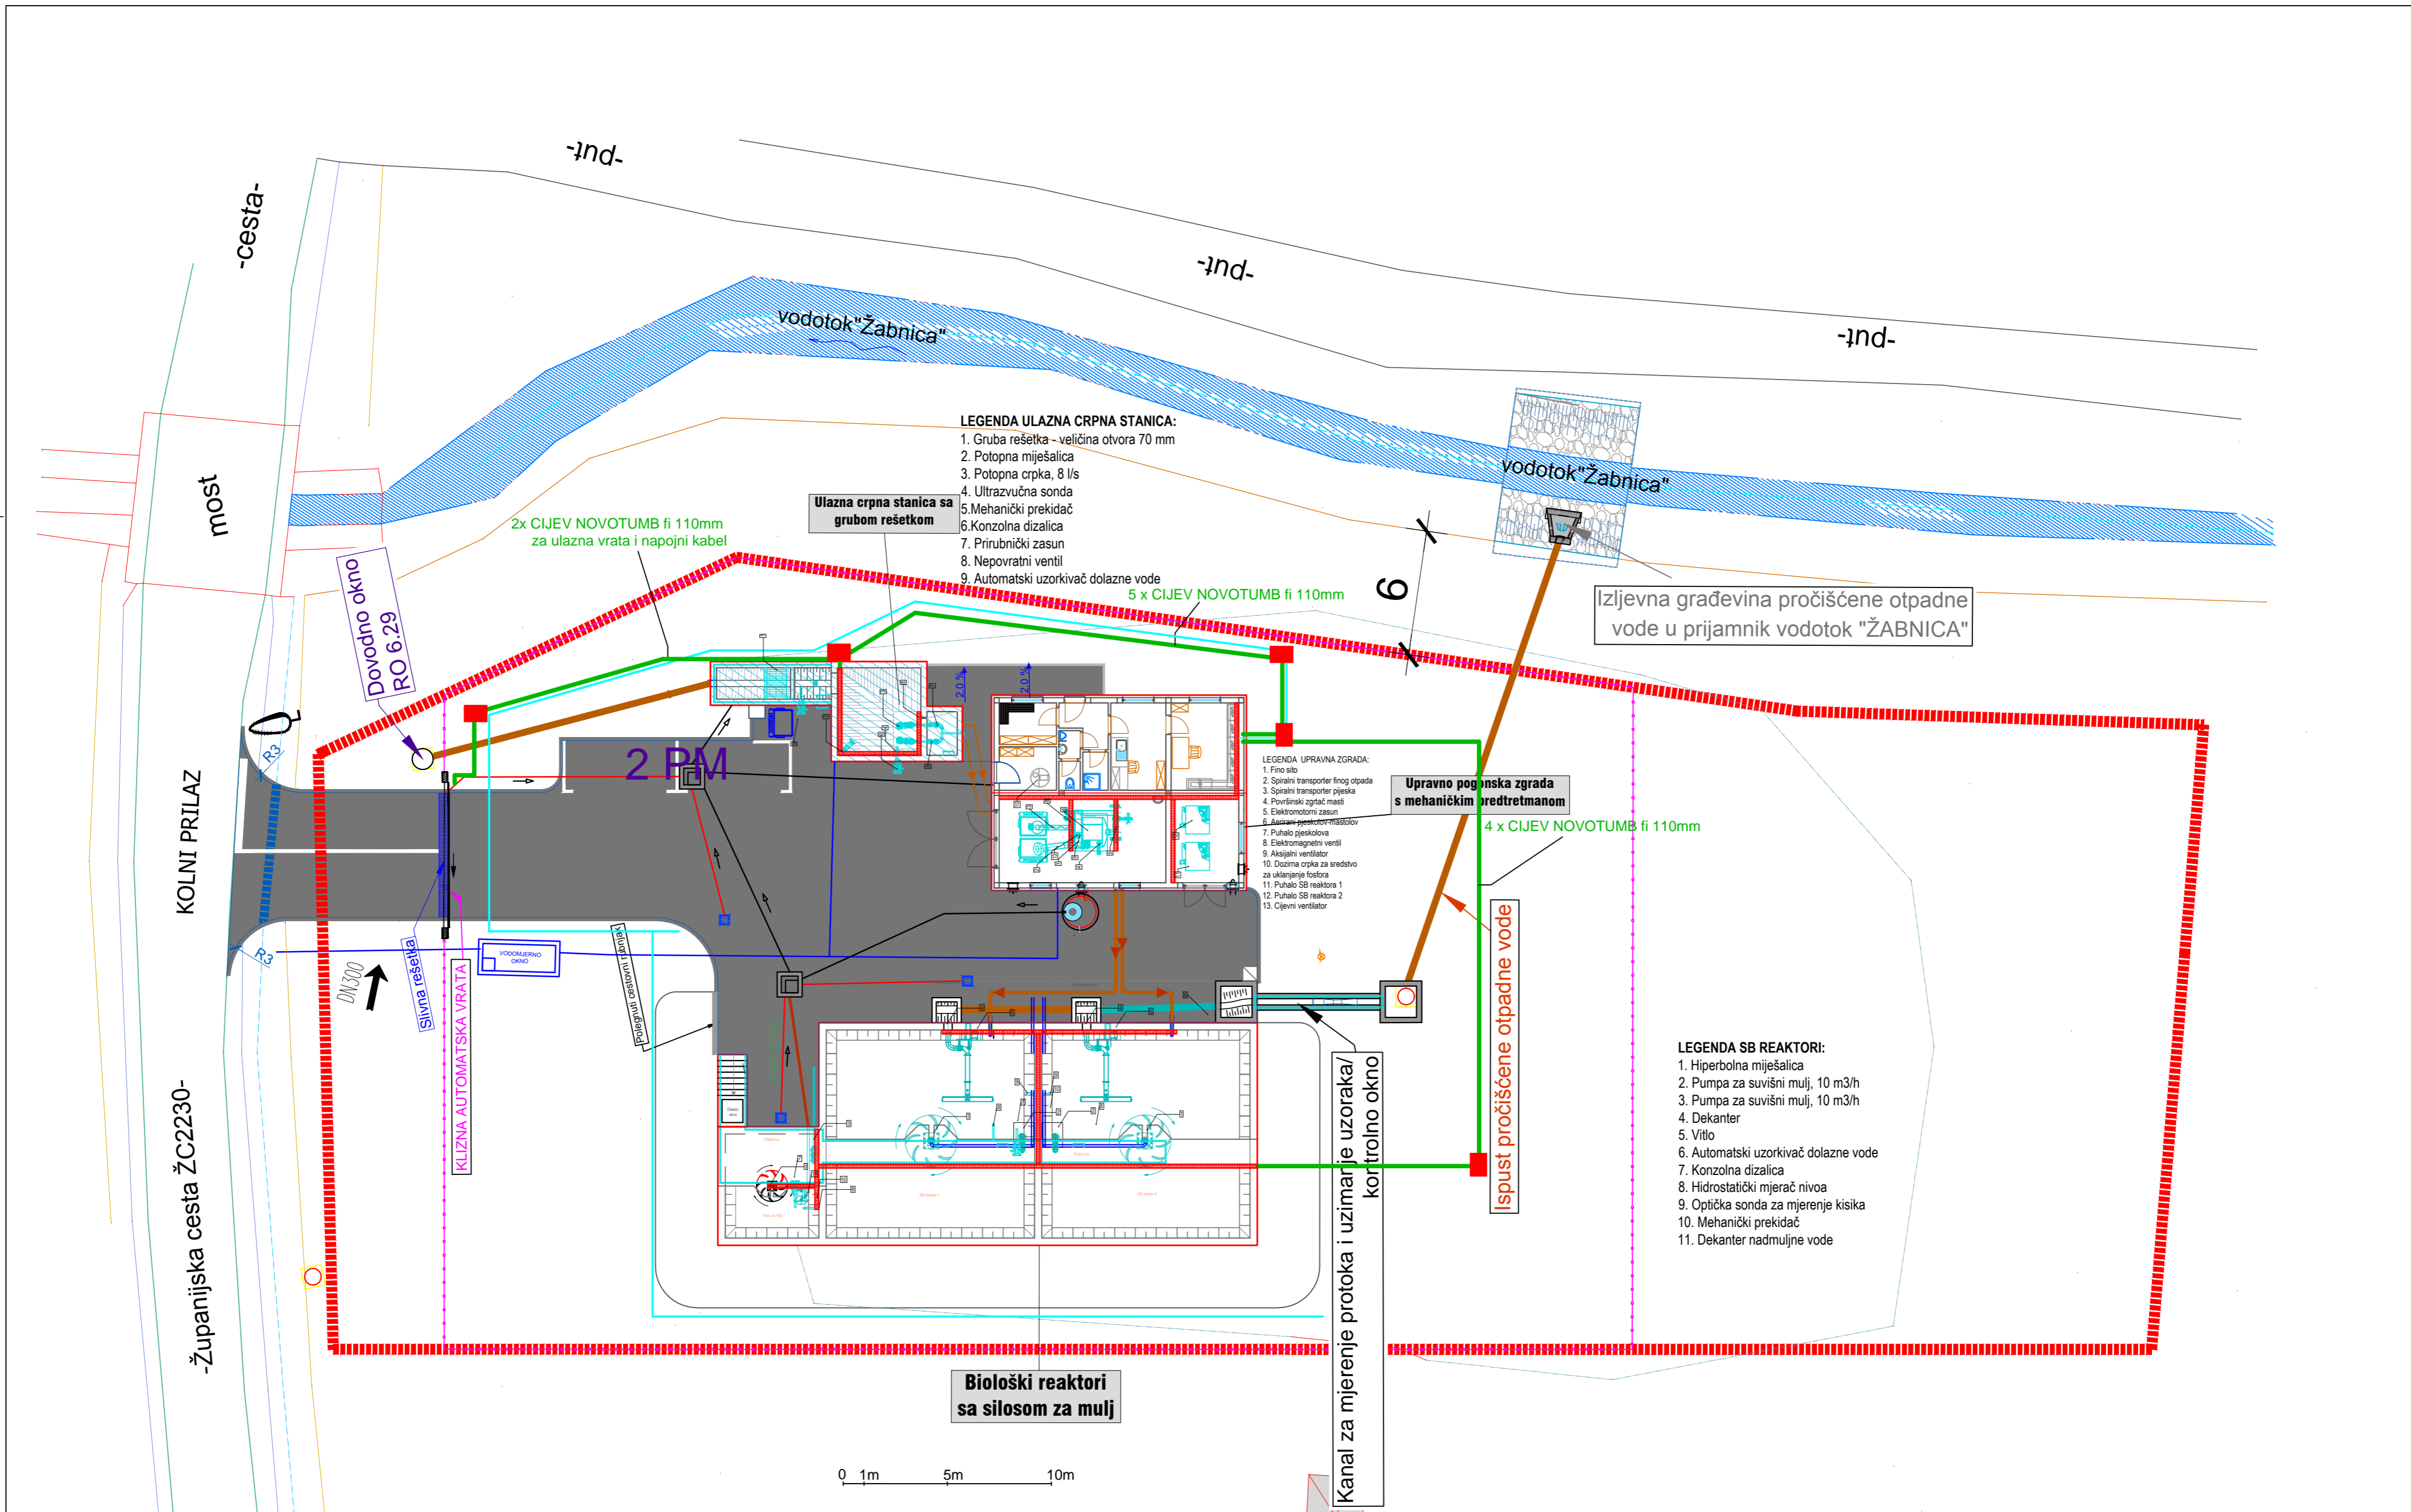 -put-
-cesta-
-put-
-put-
vodotok"Žabnica"
vodotok"Žabnica"
most
LEGENDA ULAZNA CRPNA STANICA:
1. Gruba rešetka - veličina otvora 70 mm
2. Potopna miješalica
3. Potopna crpka, 8 l/s
4. Ultrazvučna sonda
5.Mehanički prekidač
6.Konzolna dizalica
7. Prirubnički zasun
8. Nepovratni ventil
9. Automatski uzorkivač dolazne vode
Ulazna crpna stanica sa
grubom rešetkom
2x CIJEV NOVOTUMB fi 110mm
za ulazna vrata i napojni kabel
5 x CIJEV NOVOTUMB fi 110mm
6
Izljevna građevina pročišćene otpadne
vode u prijamnik vodotok "ŽABNICA"
Dovodno okno
RO 6.29
2.0 %
2.0 %
R3
2 PM
LEGENDA UPRAVNA ZGRADA:
1. Fino sito
2. Spiralni transporter finog otpada
3. Spiralni transporter pijeska
4. Površinski zgrtač masti
5. Elektromotorni zasun
6. Aerirani pjeskolov-mastolov
7. Puhalo pjeskolova
8. Elektromagnetni ventil
9. Aksijalni ventilator
10. Dozirna crpka za sredstvo
za uklanjanje fosfora
11. Puhalo SB reaktora 1
12. Puhalo SB reaktora 2
13. Cijevni ventilator
Upravno pogonska zgrada
s mehaničkim predtretmanom
4 x CIJEV NOVOTUMB fi 110mm
KOLNI PRILAZ
R3
DN300
Slivna rešetka
KLIZNA AUTOMATSKA VRATA
VODOMJERNO
OKNO
Polegnuti cestovni rubnjak
Ispust pročišćene otpadne vode
Kanal za mjerenje protoka i uzimanje uzoraka/
kontrolno okno
LEGENDA SB REAKTORI:
1. Hiperbolna miješalica
2. Pumpa za suvišni mulj, 10 m3/h
3. Pumpa za suvišni mulj, 10 m3/h
4. Dekanter
5. Vitlo
6. Automatski uzorkivač dolazne vode
7. Konzolna dizalica
8. Hidrostatički mjerač nivoa
9. Optička sonda za mjerenje kisika
10. Mehanički prekidač
11. Dekanter nadmuljne vode
-Županijska cesta ŽC2230-
Biološki reaktori
sa silosom za mulj
0 1m 5m 10m